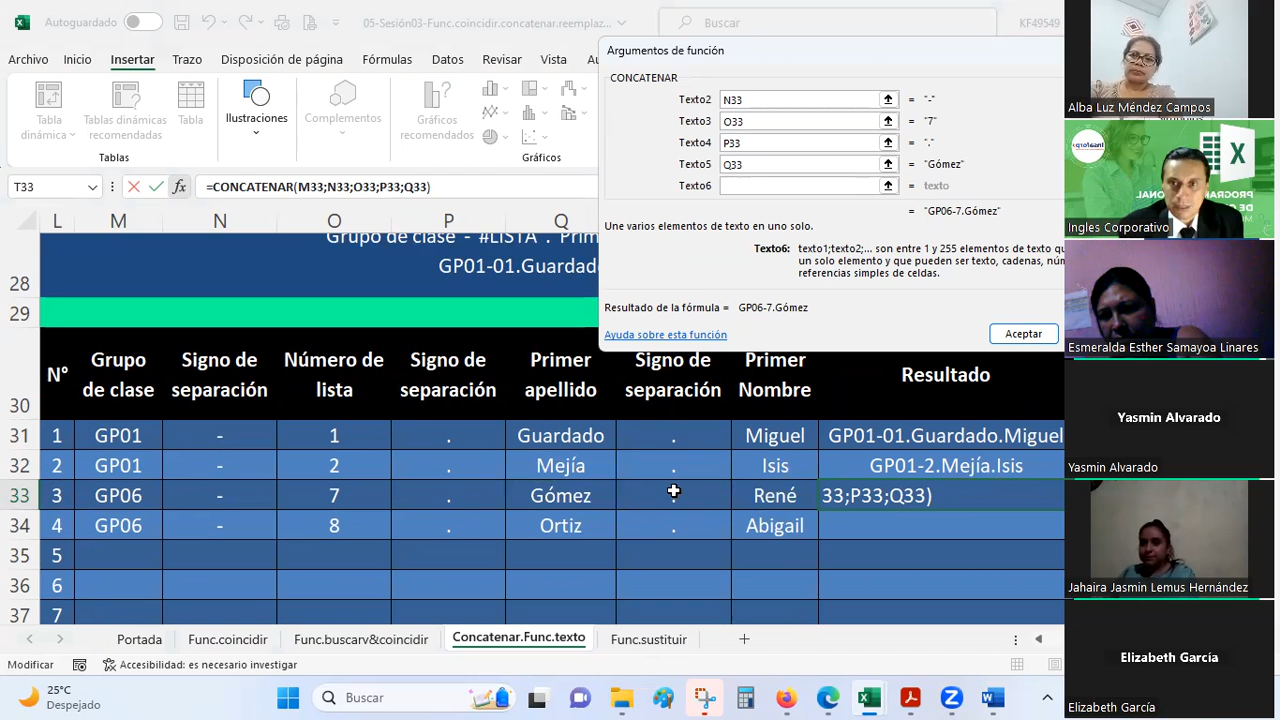 Autoguardado
05-Sesión03-Func.coincidir.concatenar.reemplaz...
Buscar
KF49549
Archivo Inicio Insertar Trazo Disposición de página Fórmulas Datos Revisar Vista
Tabla dinámica
Tablas dinámicas recomendadas
Tabla
Ilustraciones
Complementos
Gráficos recomendados
Tablas
Gráficos
T33
fx
=CONCATENAR(M33;N33;O33;P33;Q33)
Argumentos de función
CONCATENAR
Texto2 N33 = "-"
Texto3 O33 = "7"
Texto4 P33 = "."
Texto5 Q33 = "Gómez"
Texto6 = texto
= "GP06-7.Gómez"
Une varios elementos de texto en uno solo.
Texto6: texto1;texto2;... son entre 1 y 255 elementos de texto qu
un solo elemento y que pueden ser texto, cadenas, núm
referencias simples de celdas.
Resultado de la fórmula = GP06-7.Gómez
Ayuda sobre esta función
Aceptar
L M N O P Q
Grupo de clase - #LISTA . Prim
28 GP01-01.Guardado
29
30 N° Grupo de clase Signo de separación Número de lista Signo de separación Primer apellido Signo de separación Primer Nombre Resultado
31 1 GP01 - 1 . Guardado . Miguel GP01-01.Guardado.Miguel
32 2 GP01 - 2 . Mejía . Isis GP01-2.Mejía.Isis
33 3 GP06 - 7 . Gómez . René 33;P33;Q33)
34 4 GP06 - 8 . Ortiz . Abigail
35 5
36 6
37 7
Portada Func.coincidir Func.buscarv&coincidir Concatenar.Func.texto Func.sustituir
Modificar
Accesibilidad: es necesario investigar
25°C
Despejado
Buscar
Alba Luz Méndez Campos
Insaforp
Ingles Corporativo
Esmeralda Esther Samayoa Linares
Yasmin Alvarado
Yasmin Alvarado
Jahaira Jasmin Lemus Hernández
Elizabeth García
Elizabeth García